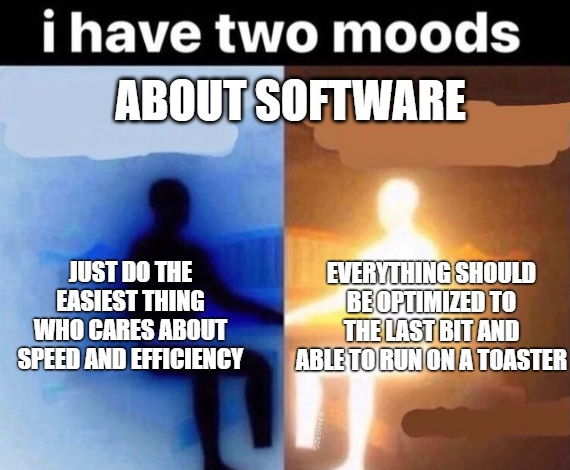 i have two moods
ABOUT SOFTWARE
JUST DO THE
EASIEST THING
WHO CARES ABOUT
SPEED AND EFFICIENCY
EVERYTHING SHOULD
BE OPTIMIZED TO
THE LAST BIT AND
ABLE TO RUN ON A TOASTER